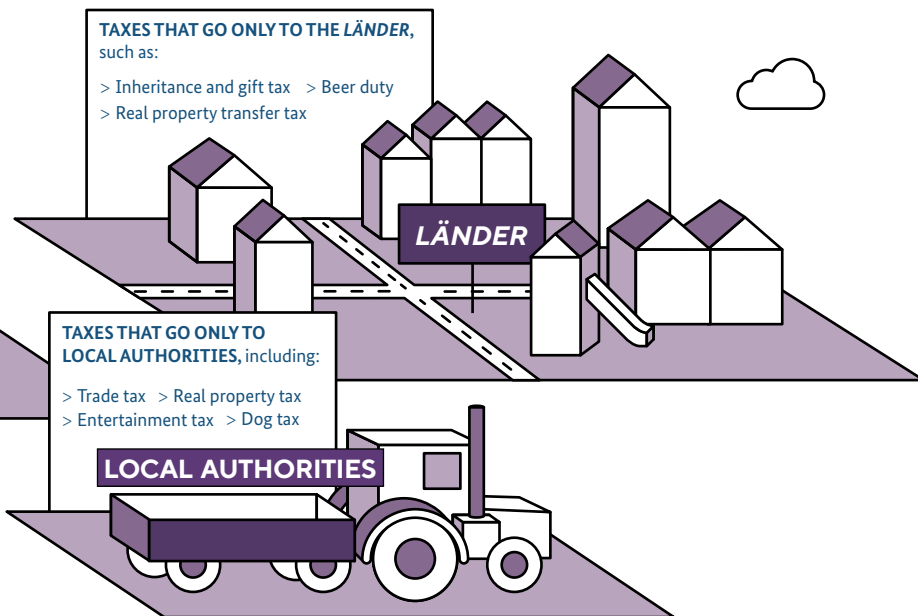 TAXES THAT GO ONLY TO THE LÄNDER,
such as:
> Inheritance and gift tax > Beer duty
> Real property transfer tax
LÄNDER
TAXES THAT GO ONLY TO
LOCAL AUTHORITIES, including:
> Trade tax > Real property tax
> Entertainment tax > Dog tax
LOCAL AUTHORITIES